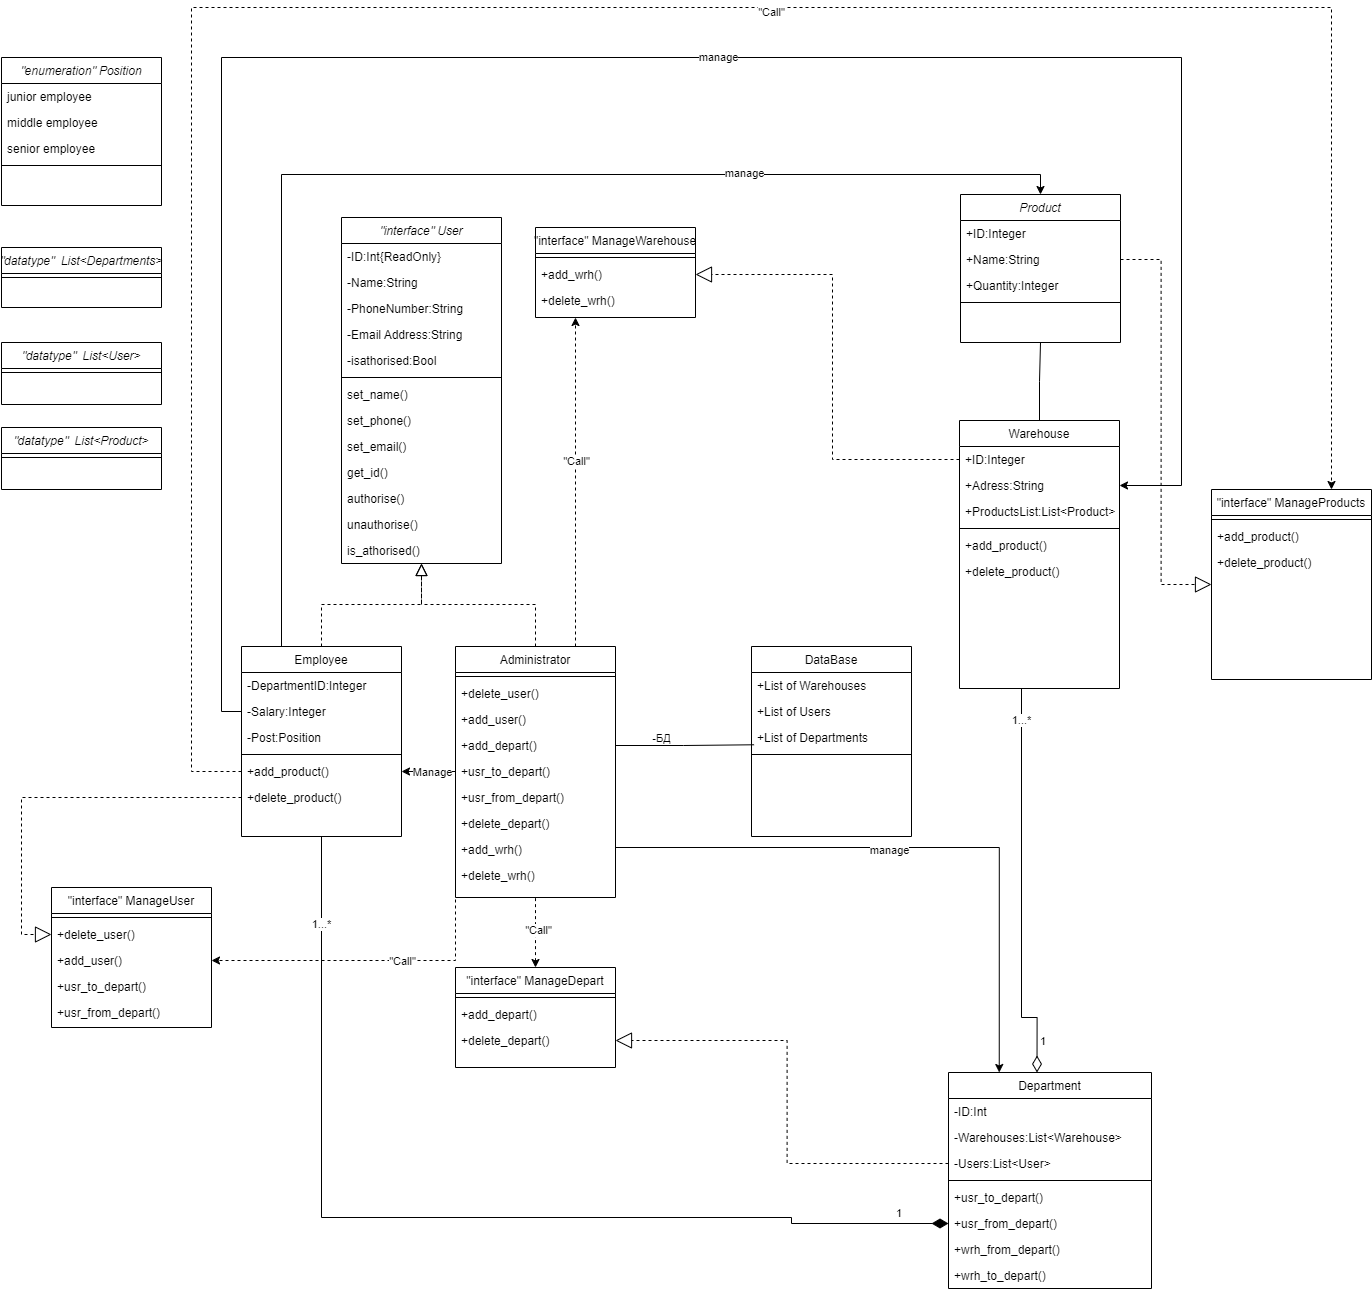 "Call"
manage
"enumeration" Position
junior employee
middle employee
senior employee
manage
Product
+ID:Integer
+Name:String
+Quantity:Integer
"interface" User
-ID:Int{ReadOnly}
-Name:String
-PhoneNumber:String
-Email Address:String
-isathorised:Bool
set_name()
set_phone()
set_email()
get_id()
authorise()
unauthorise()
is_athorised()
"interface" ManageWarehouse
+add_wrh()
+delete_wrh()
"datatype" List<Departments>
"datatype" List<User>
"datatype" List<Product>
"Call"
Warehouse
+ID:Integer
+Adress:String
+ProductsList:List<Product>
+add_product()
+delete_product()
"interface" ManageProducts
+add_product()
+delete_product()
Employee
-DepartmentID:Integer
-Salary:Integer
-Post:Position
+add_product()
+delete_product()
Manage
Administrator
+delete_user()
+add_user()
+add_depart()
+usr_to_depart()
+usr_from_depart()
+delete_depart()
+add_wrh()
+delete_wrh()
-БД
DataBase
+List of Warehouses
+List of Users
+List of Departments
1...*
manage
"interface" ManageUser
+delete_user()
+add_user()
+usr_to_depart()
+usr_from_depart()
1...*
"Call"
"Call"
"interface" ManageDepart
+add_depart()
+delete_depart()
1
Department
-ID:Int
-Warehouses:List<Warehouse>
-Users:List<User>
+usr_to_depart()
+usr_from_depart()
+wrh_from_depart()
+wrh_to_depart()
1